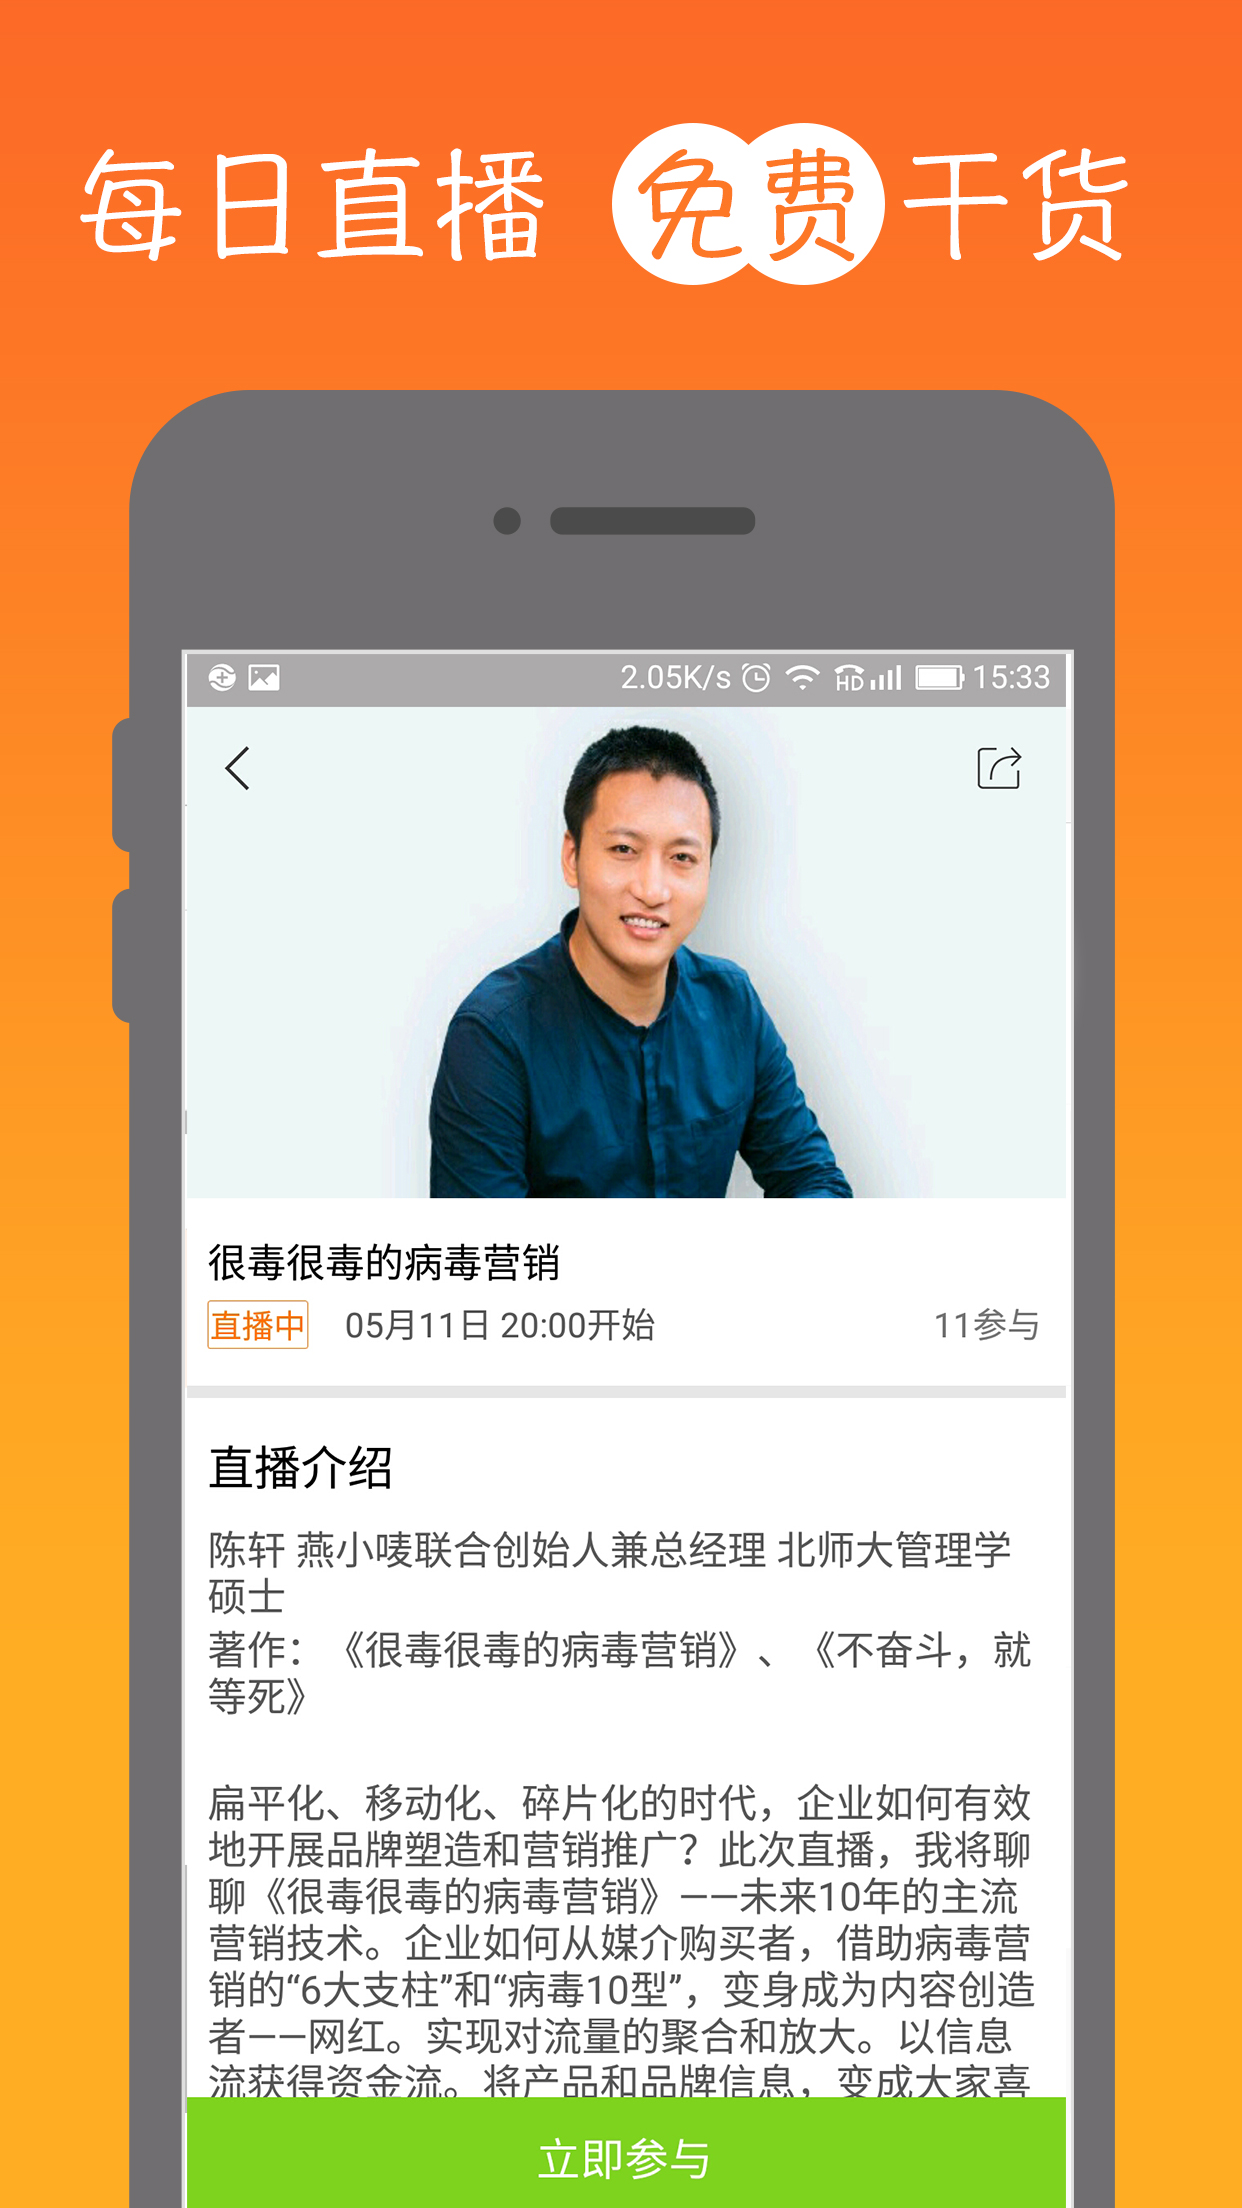 每日直播 免费干货
2.05K/s HD 15:33
很毒很毒的病毒营销
直播中 05月11日 20:00开始 11参与
直播介绍
陈轩 燕小唛联合创始人兼总经理 北师大管理学
硕士
著作：《很毒很毒的病毒营销》、《不奋斗，就
等死》
扁平化、移动化、碎片化的时代，企业如何有效
地开展品牌塑造和营销推广？此次直播，我将聊
聊《很毒很毒的病毒营销》——未来10年的主流
营销技术。企业如何从媒介购买者，借助病毒营
销的“6大支柱”和“病毒10型”，变身成为内容创造
者——网红。实现对流量的聚合和放大。以信息
流获得资金流。将产品和品牌信息，变成大家喜
立即参与